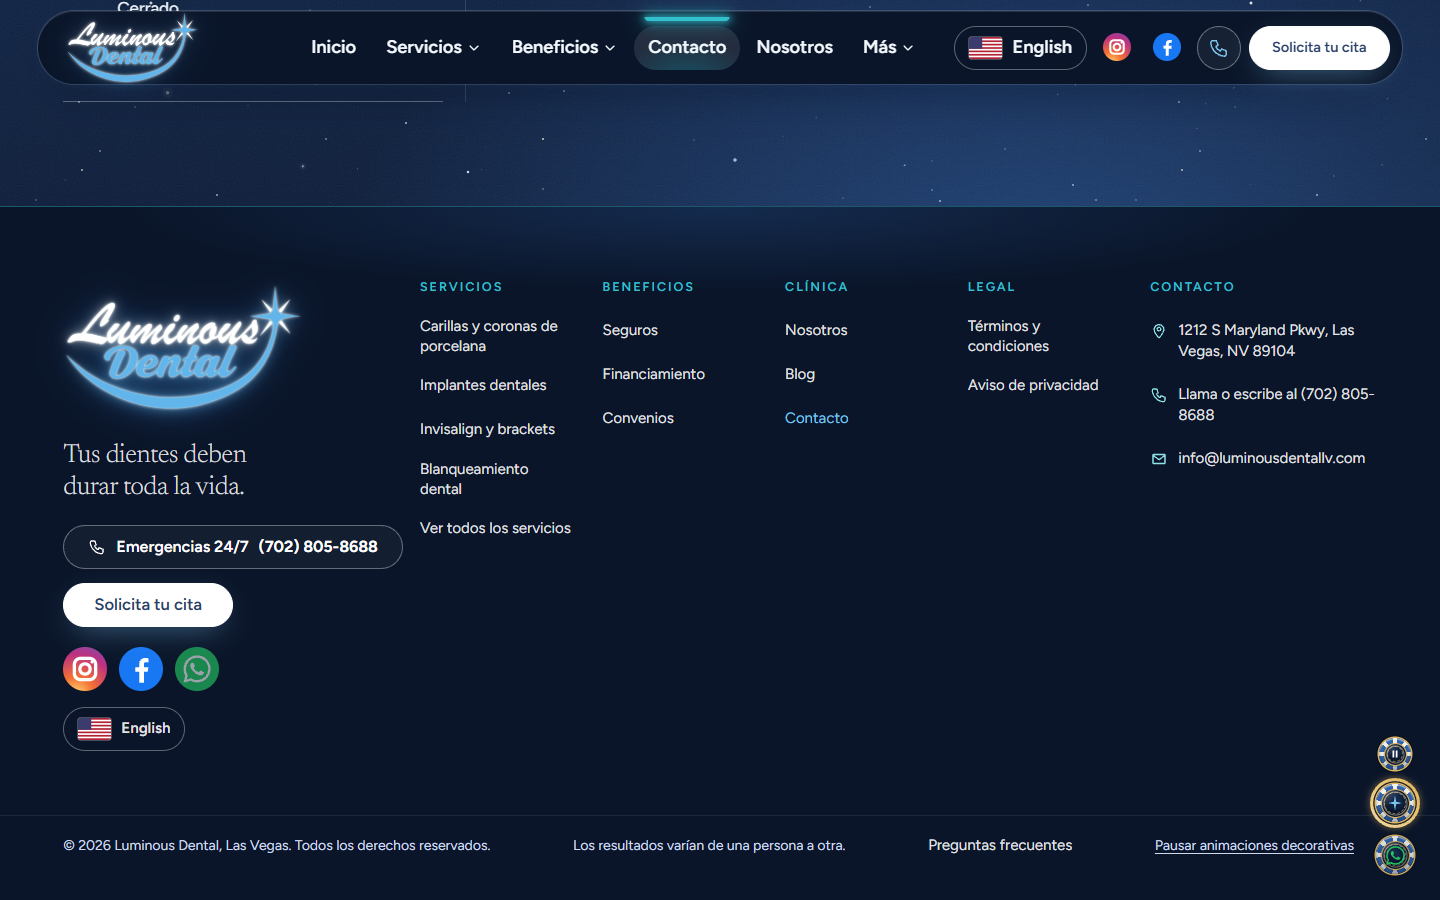 Cerrado
Luminous
Dental
Inicio
Servicios
Beneficios
Contacto
Nosotros
Más
English
Solicita tu cita
Luminous
Dental
Tus dientes deben
durar toda la vida.
Emergencias 24/7 (702) 805-8688
Solicita tu cita
English
SERVICIOS
Carillas y coronas de
porcelana
Implantes dentales
Invisalign y brackets
Blanqueamiento
dental
Ver todos los servicios
BENEFICIOS
Seguros
Financiamiento
Convenios
CLÍNICA
Nosotros
Blog
Contacto
LEGAL
Términos y
condiciones
Aviso de privacidad
CONTACTO
1212 S Maryland Pkwy, Las
Vegas, NV 89104
Llama o escribe al (702) 805-
8688
info@luminousdentallv.com
© 2026 Luminous Dental, Las Vegas. Todos los derechos reservados.
Los resultados varían de una persona a otra.
Preguntas frecuentes
Pausar animaciones decorativas